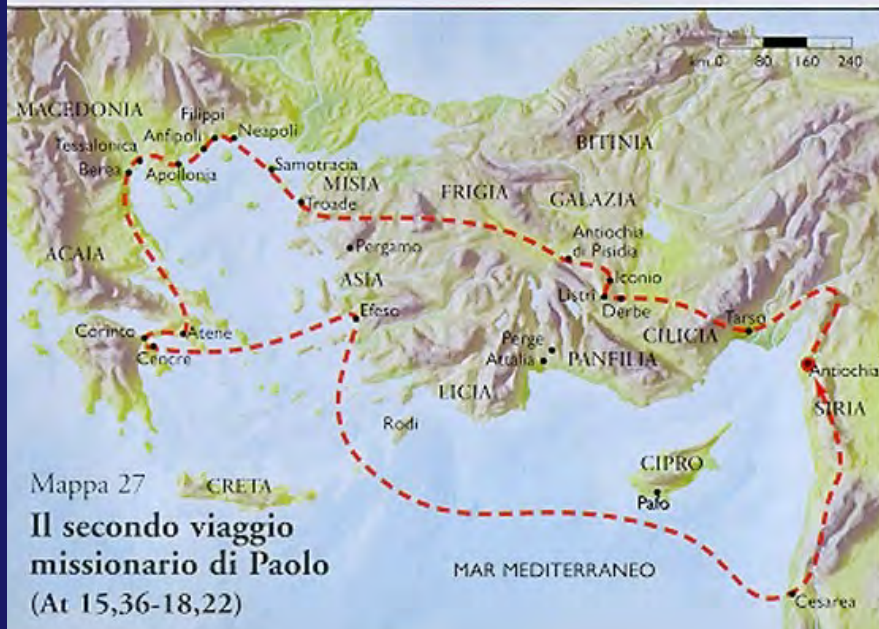 km 0 80 160 240
MACEDONIA
Filippi
Tessalonica
Anfipoli
Neapoli
Berea
Apollonia
Samotracia
MISIA
Troade
FRIGIA
BITINIA
GALAZIA
ACAIA
Pergamo
Antiochia
di Pisidia
ASIA
Iconio
Efeso
Listri
Derbe
Tarso
Corinto
Atene
CILICIA
Cencre
Perge
Attalia
PANFILIA
Antiochia
LICIA
SIRIA
Rodi
CIPRO
Pafo
CRETA
Mappa 27
Il secondo viaggio
missionario di Paolo
(At 15,36-18,22)
MAR MEDITERRANEO
Cesarea